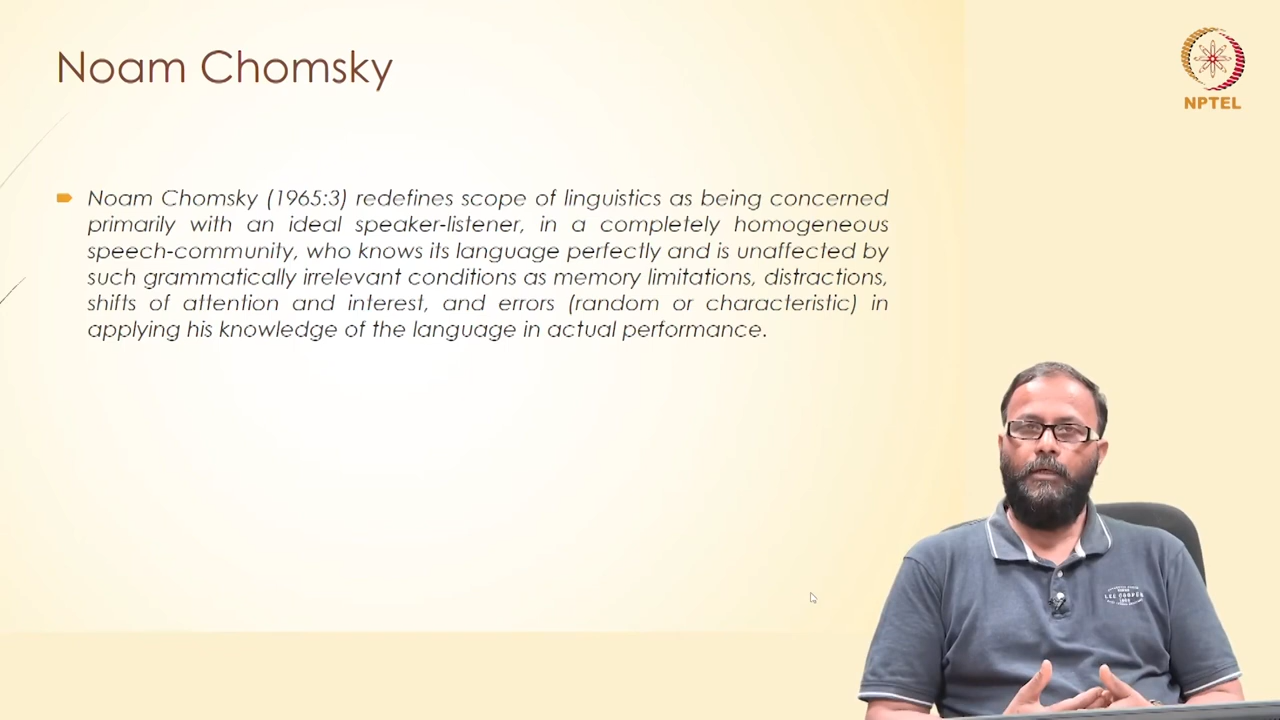 Noam Chomsky
NPTEL
Noam Chomsky (1965:3) redefines scope of linguistics as being concerned
primarily with an ideal speaker-listener, in a completely homogeneous
speech-community, who knows its language perfectly and is unaffected by
such grammatically irrelevant conditions as memory limitations, distractions,
shifts of attention and interest, and errors (random or characteristic) in
applying his knowledge of the language in actual performance.
LEE COOPER